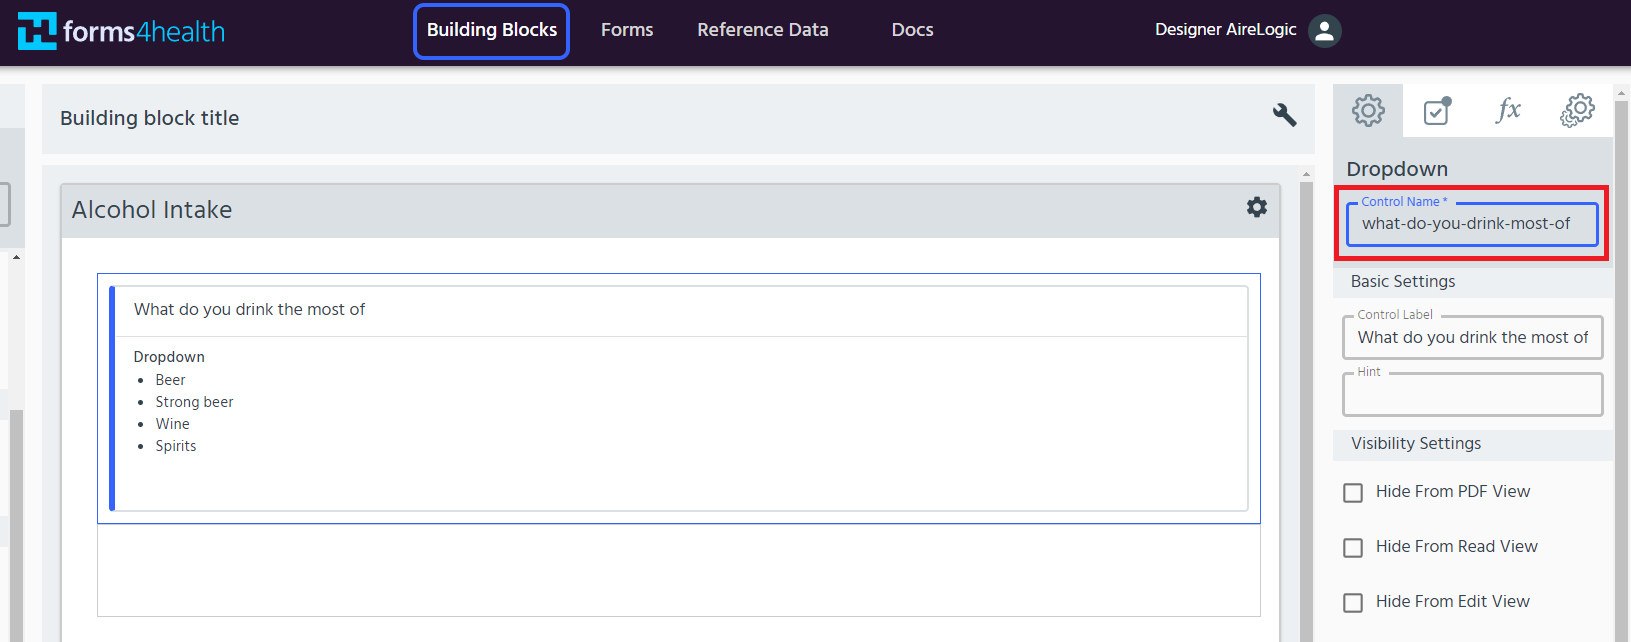 forms4health
Building Blocks
Forms
Reference Data
Docs
Designer AireLogic
Building block title
Alcohol Intake
What do you drink the most of
Dropdown
Beer
Strong beer
Wine
Spirits
fx
Dropdown
Control Name *
what-do-you-drink-most-of
Basic Settings
Control Label
What do you drink the most of
Hint
Visibility Settings
Hide From PDF View
Hide From Read View
Hide From Edit View